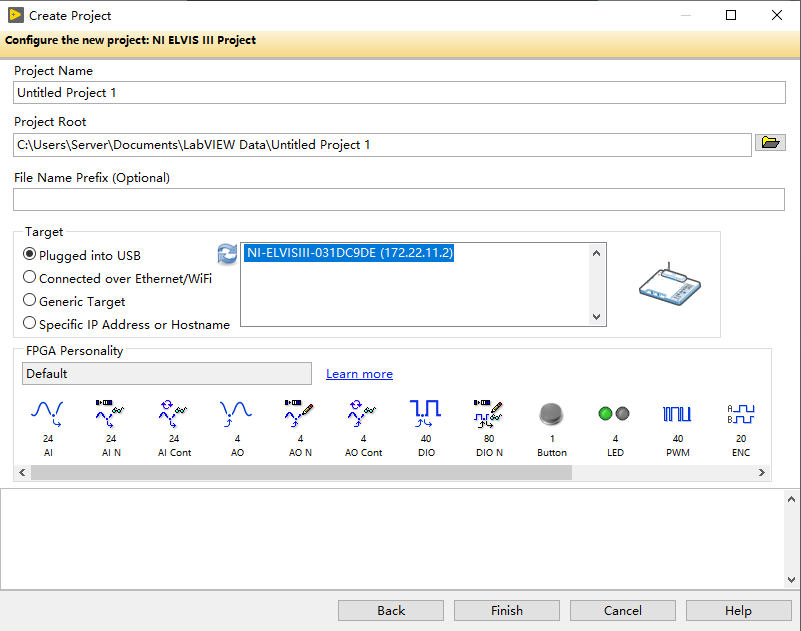 Create Project
Configure the new project: NI ELVIS III Project
Project Name
Untitled Project 1
Project Root
C:\Users\Server\Documents\LabVIEW Data\Untitled Project 1
File Name Prefix (Optional)
Target
Plugged into USB
NI-ELVISIII-031DC9DE (172.22.11.2)
Connected over Ethernet/WiFi
Generic Target
Specific IP Address or Hostname
FPGA Personality
Default Learn more
24 24 24 4 4 4 40 80 1 4 40 20
AI AI N AI Cont AO AO N AO Cont DIO DIO N Button LED PWM ENC
Back Finish Cancel Help